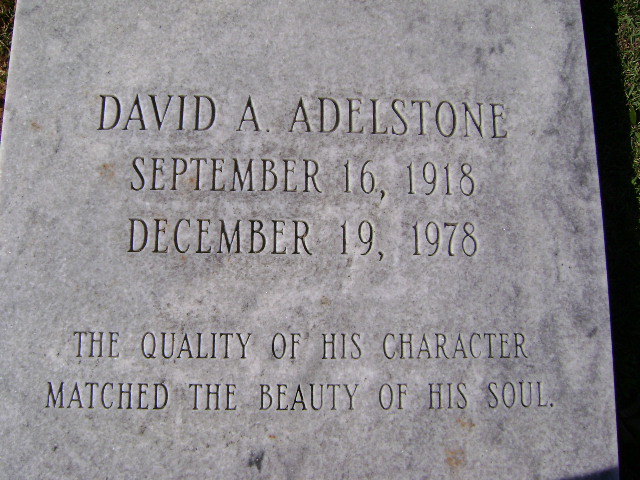 DAVID A. ADELSTONE
SEPTEMBER 16, 1918
DECEMBER 19, 1978
THE QUALITY OF HIS CHARACTER
MATCHED THE BEAUTY OF HIS SOUL.